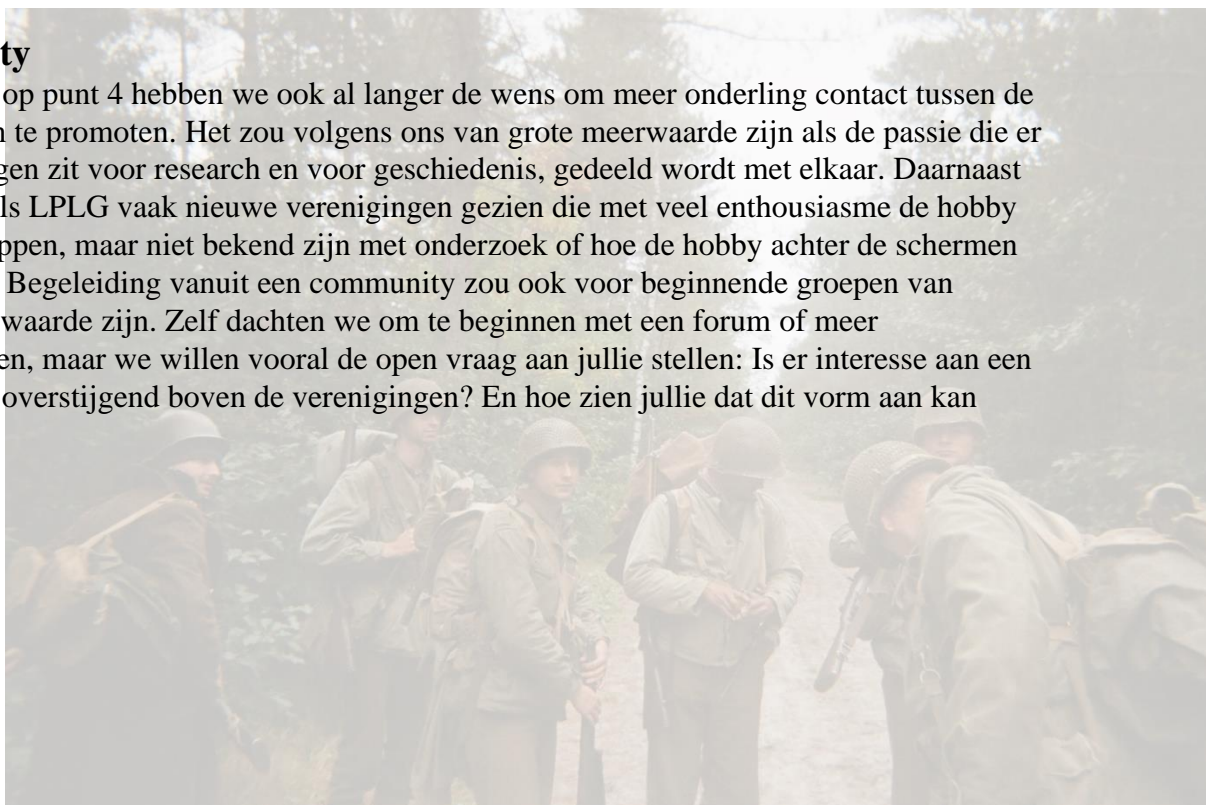 ty
op punt 4 hebben we ook al langer de wens om meer onderling contact tussen de
n te promoten. Het zou volgens ons van grote meerwaarde zijn als de passie die er
gen zit voor research en voor geschiedenis, gedeeld wordt met elkaar. Daarnaast
ls LPLG vaak nieuwe verenigingen gezien die met veel enthousiasme de hobby
ppen, maar niet bekend zijn met onderzoek of hoe de hobby achter de schermen
Begeleiding vanuit een community zou ook voor beginnende groepen van
waarde zijn. Zelf dachten we om te beginnen met een forum of meer
en, maar we willen vooral de open vraag aan jullie stellen: Is er interesse aan een
overstijgend boven de verenigingen? En hoe zien jullie dat dit vorm aan kan